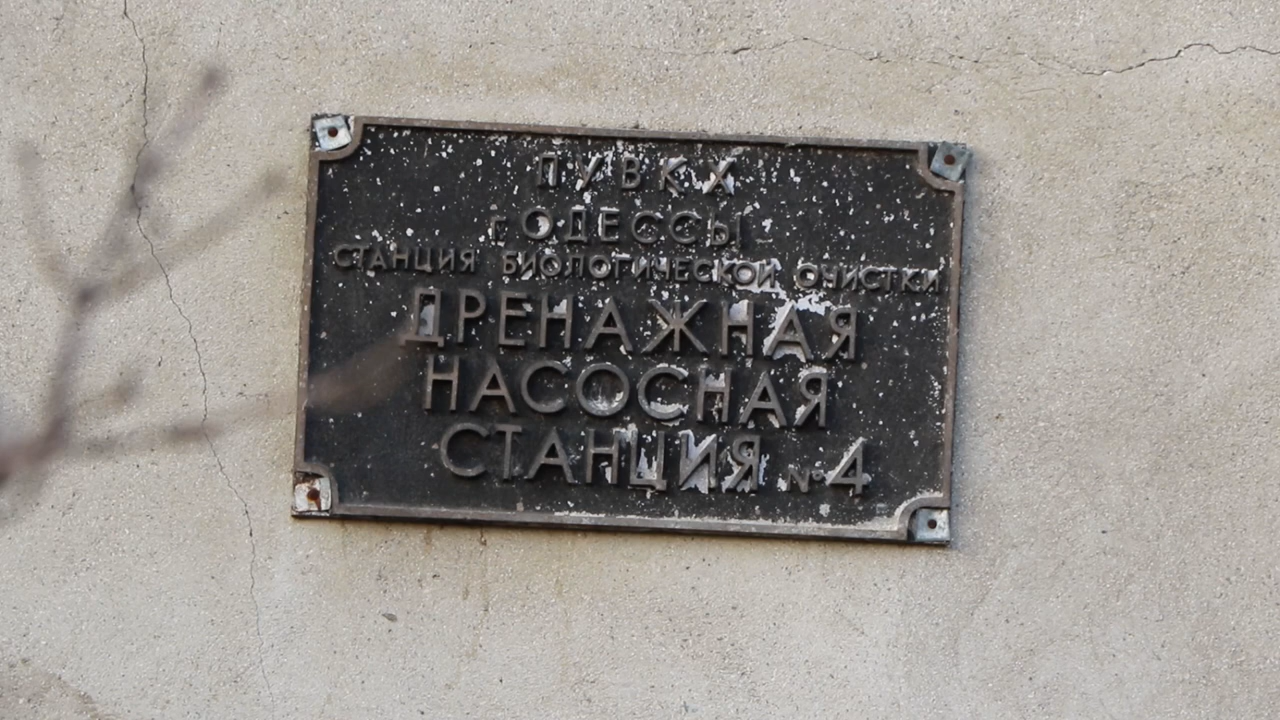 ПУВКХ
г. ОДЕССЫ
СТАНЦИЯ БИОЛОГИЧЕСКОЙ ОЧИСТКИ
ДРЕНАЖНАЯ
НАСОСНАЯ
СТАНЦИЯ №4